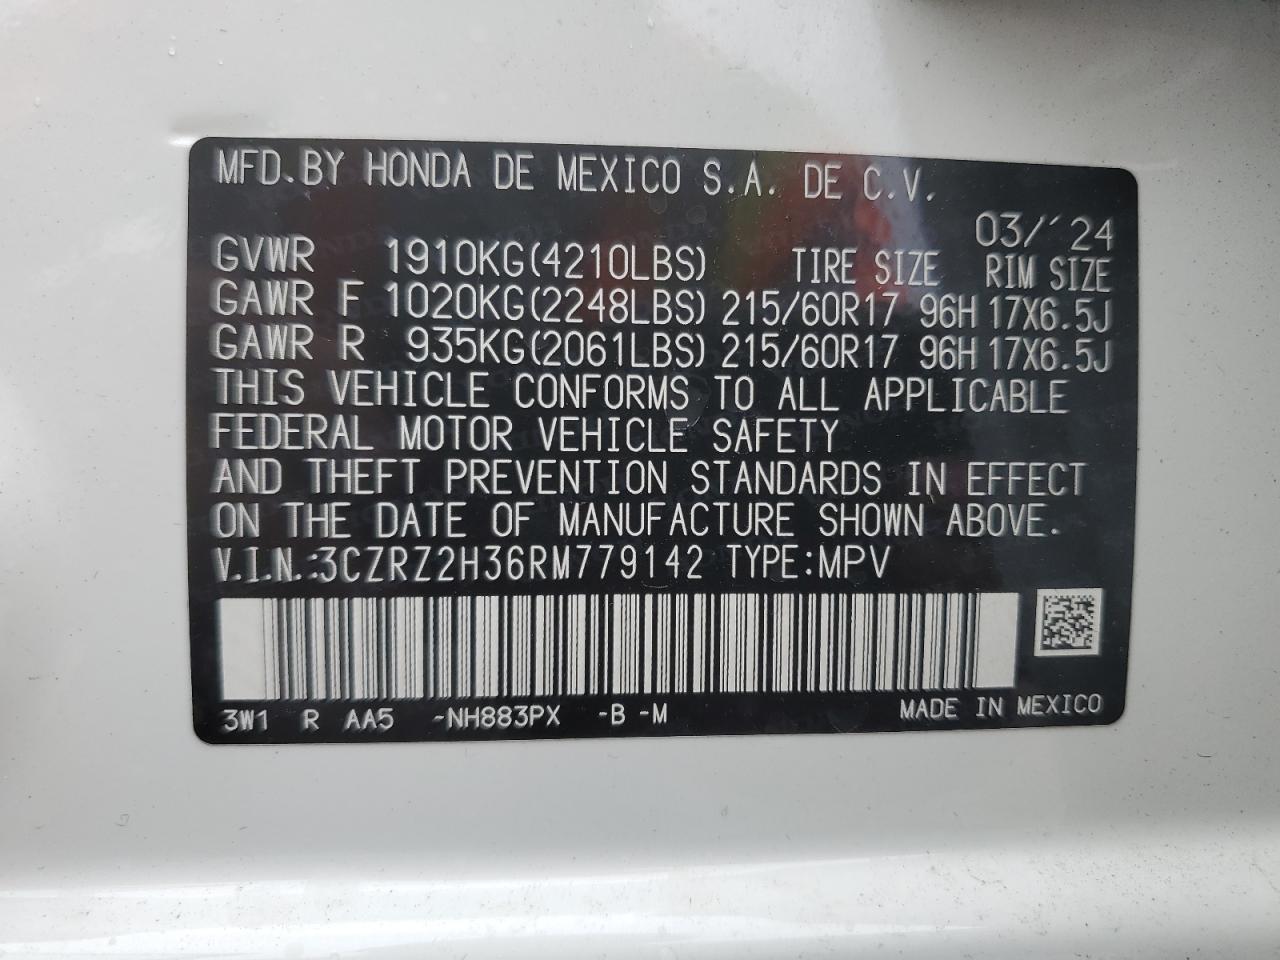 MFD.BY HONDA DE MEXICO S.A. DE C.V.
03/'24
GVWR 1910KG(4210LBS) TIRE SIZE RIM SIZE
GAWR F 1020KG(2248LBS) 215/60R17 96H 17X6.5J
GAWR R 935KG(2061LBS) 215/60R17 96H 17X6.5J
THIS VEHICLE CONFORMS TO ALL APPLICABLE
FEDERAL MOTOR VEHICLE SAFETY
AND THEFT PREVENTION STANDARDS IN EFFECT
ON THE DATE OF MANUFACTURE SHOWN ABOVE.
V.I.N.:3CZRZ2H36RM779142 TYPE:MPV
3W1 R AA5 -NH883PX -B -M MADE IN MEXICO